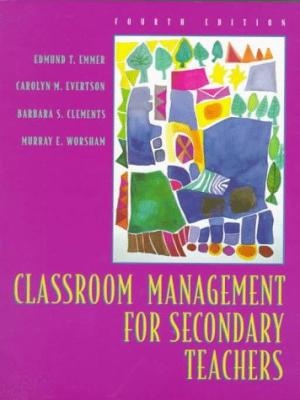 FOURTH EDITION
EDMUND T. EMMER
CAROLYN M. EVERTSON
BARBARA S. CLEMENTS
MURRAY E. WORSHAM
CLASSROOM MANAGEMENT
FOR SECONDARY
TEACHERS